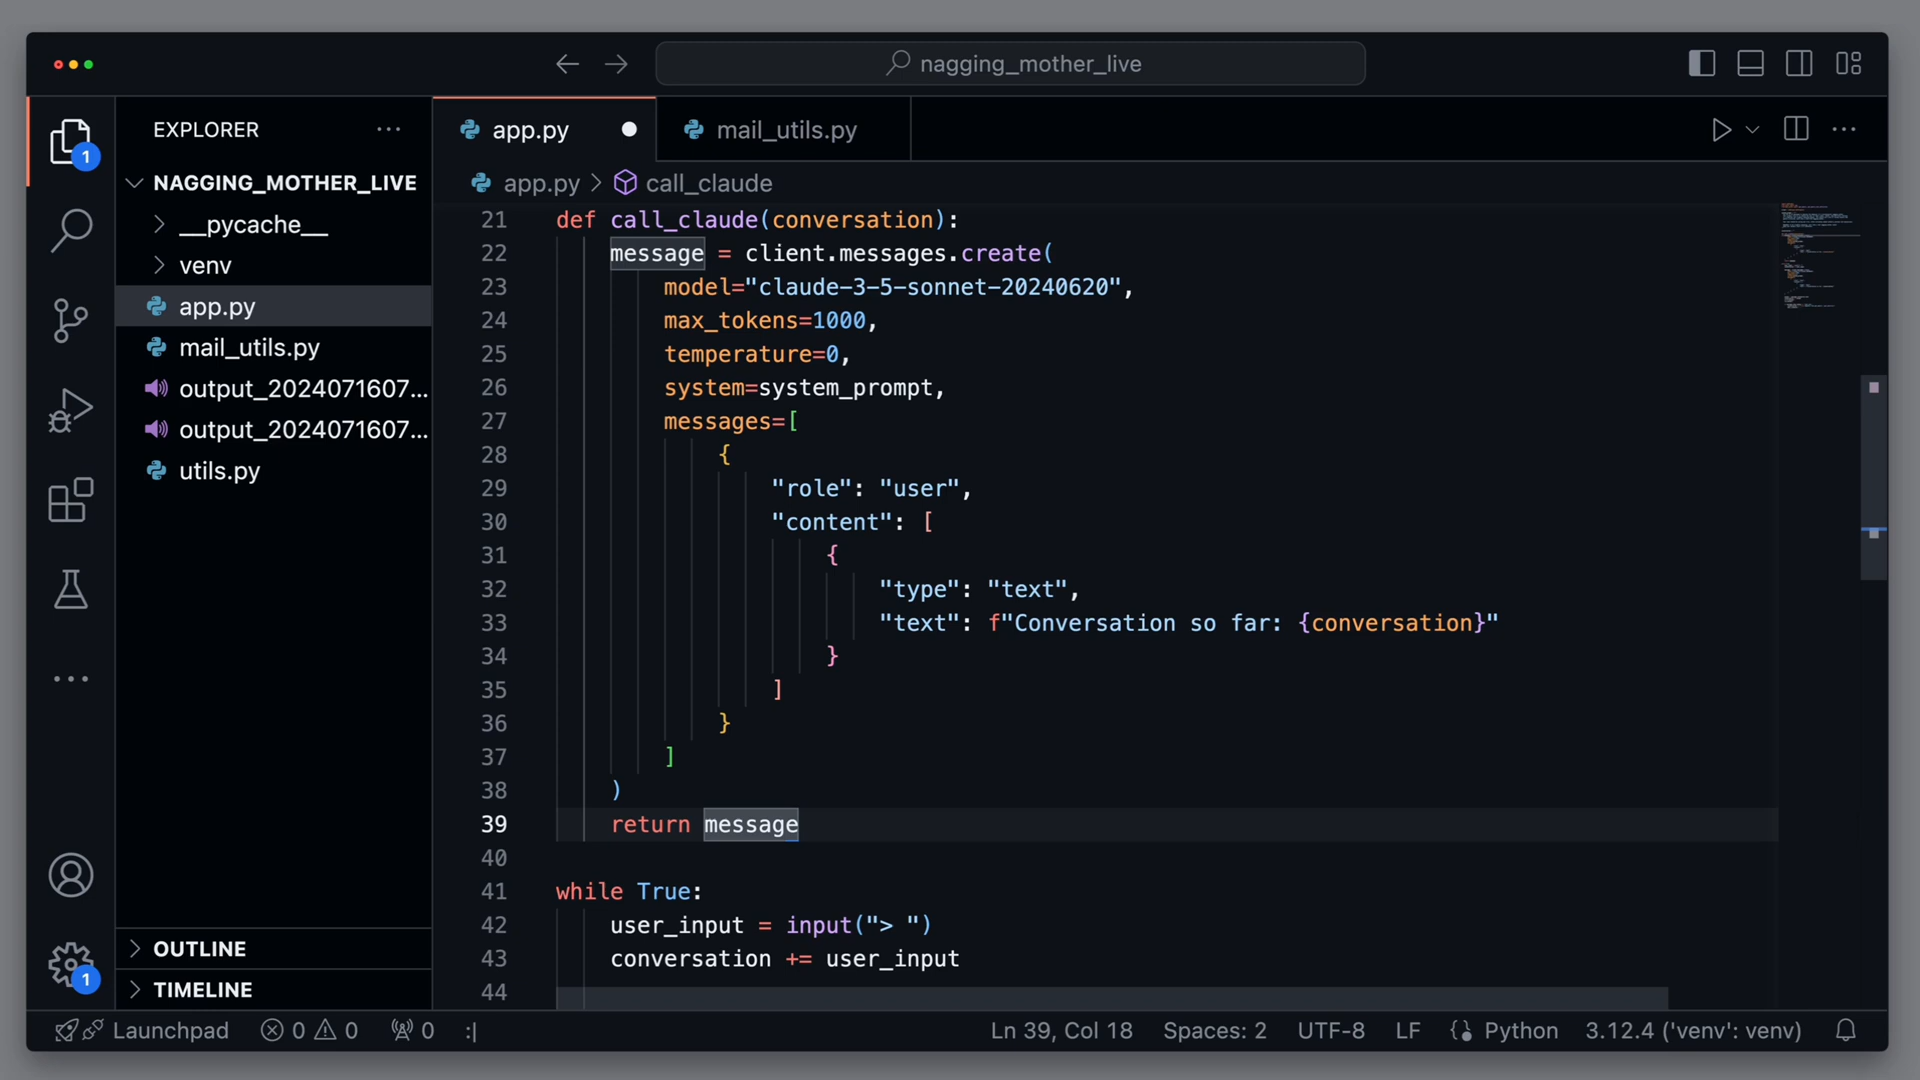 nagging_mother_live
EXPLORER
app.py
mail_utils.py
1
NAGGING_MOTHER_LIVE
app.py
call_claude
__pycache__
venv
app.py
mail_utils.py
output_2024071607...
output_2024071607...
utils.py
21 def call_claude(conversation):
22 message = client.messages.create(
23 model="claude-3-5-sonnet-20240620",
24 max_tokens=1000,
25 temperature=0,
26 system=system_prompt,
27 messages=[
28 {
29 "role": "user",
30 "content": [
31 {
32 "type": "text",
33 "text": f"Conversation so far: {conversation}"
34 }
35 ]
36 }
37 ]
38 )
39 return message
40
41 while True:
42 user_input = input("> ")
43 conversation += user_input
44
OUTLINE
1
TIMELINE
Launchpad 0 0 0 :| Ln 39, Col 18 Spaces: 2 UTF-8 LF Python 3.12.4 ('venv': venv)